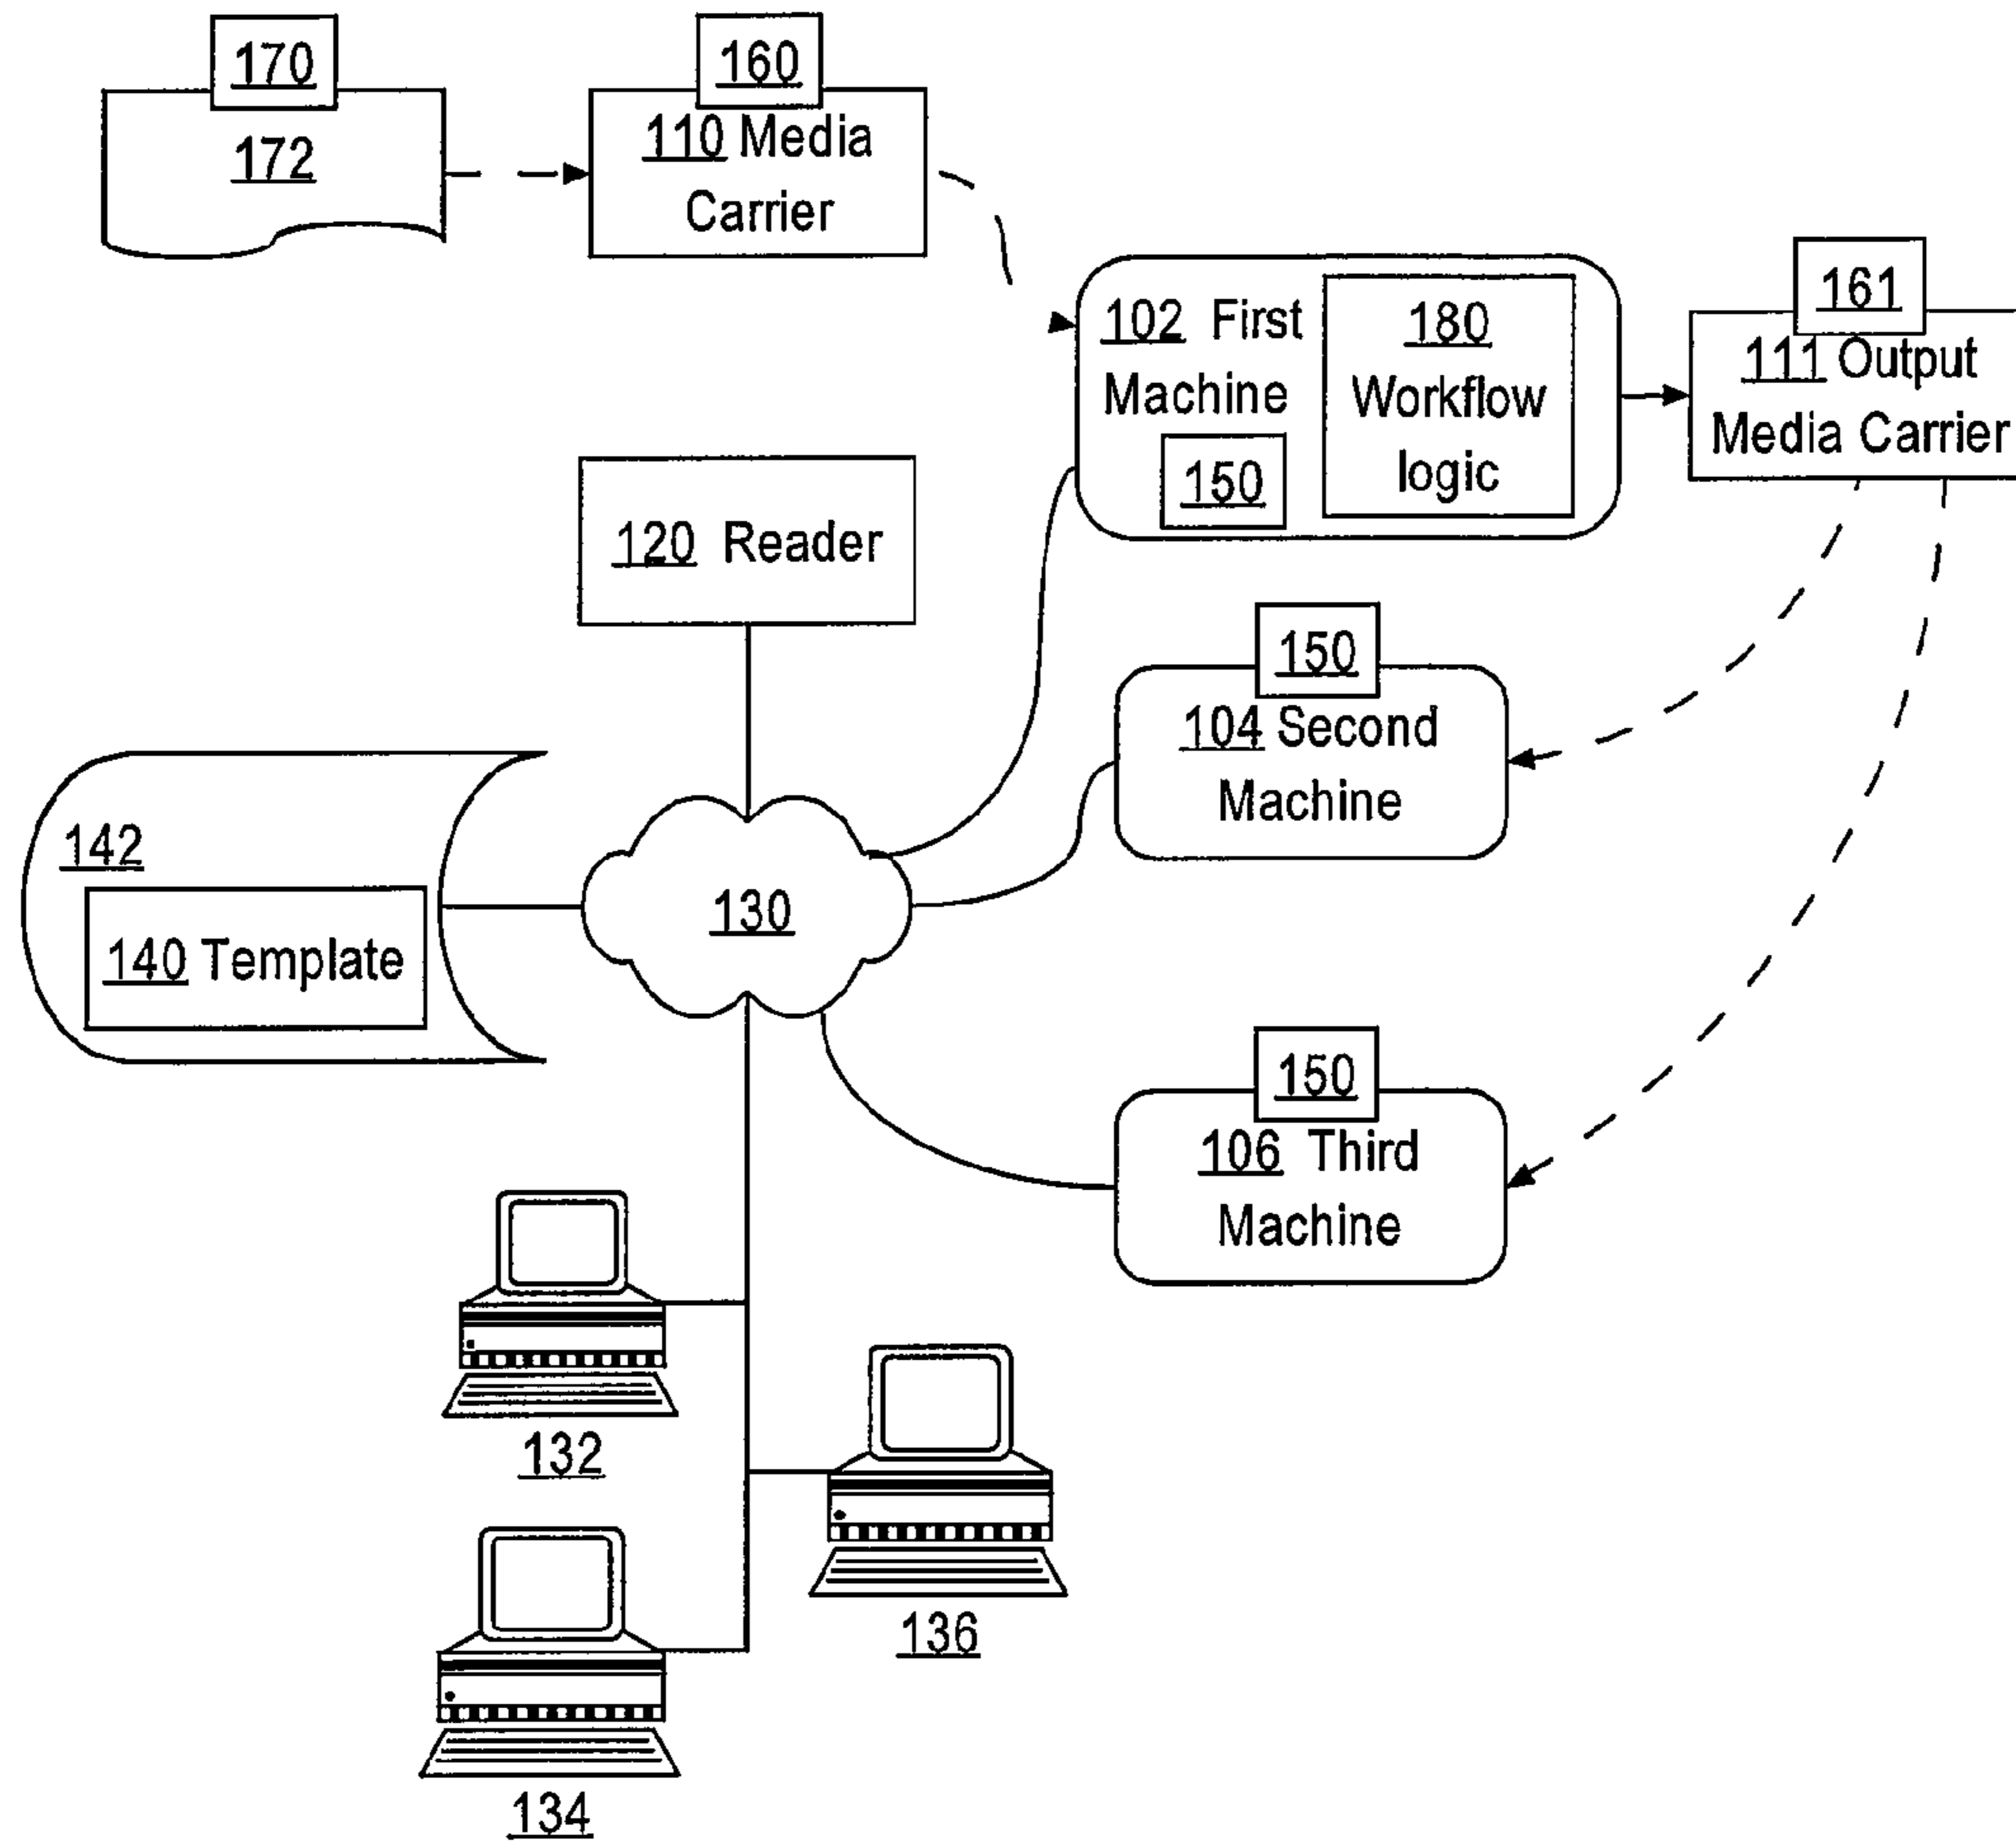 170
172
160
110 Media
Carrier
102 First
Machine
150
180
Workflow
logic
161
111 Output
Media Carrier
120 Reader
150
104 Second
Machine
142
140 Template
130
150
106 Third
Machine
132
136
134